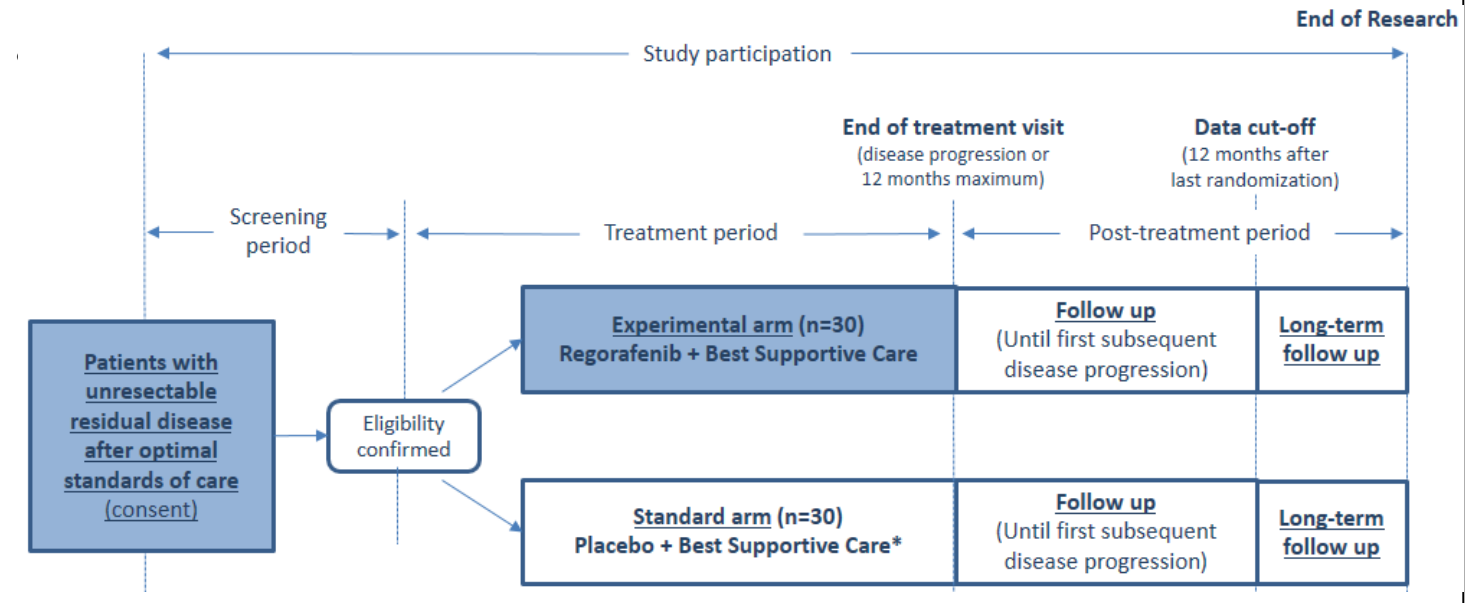 End of Research
Study participation
End of treatment visit
(disease progression or
12 months maximum)
Data cut-off
(12 months after
last randomization)
Screening
period
Treatment period
Post-treatment period
Patients with
unresectable
residual disease
after optimal
standards of care
(consent)
Eligibility
confirmed
Experimental arm (n=30)
Regorafenib + Best Supportive Care
Follow up
(Until first subsequent
disease progression)
Long-term
follow up
Standard arm (n=30)
Placebo + Best Supportive Care*
Follow up
(Until first subsequent
disease progression)
Long-term
follow up